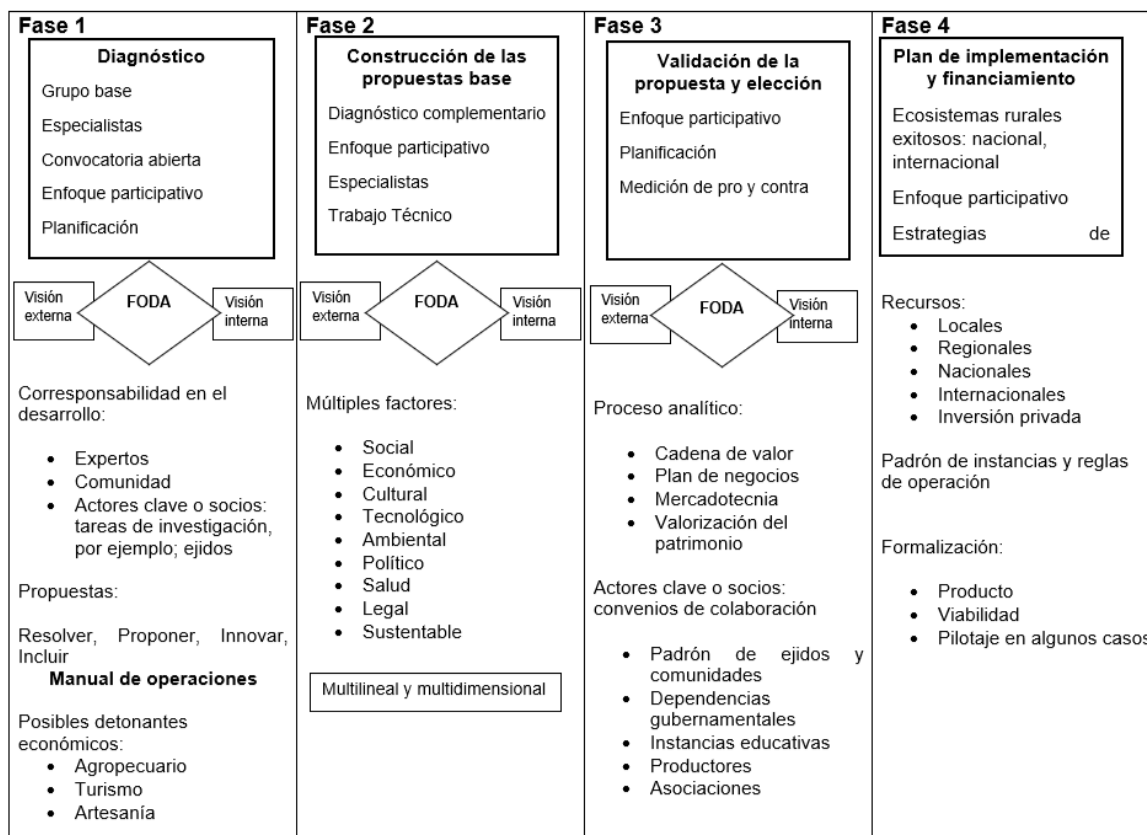 Fase 1
Diagnóstico
Grupo base
Especialistas
Convocatoria abierta
Enfoque participativo
Planificación
Visión
externa
FODA
Visión
interna
Corresponsabilidad en el
desarrollo:
• Expertos
• Comunidad
• Actores clave o socios:
tareas de investigación,
por ejemplo; ejidos
Propuestas:
Resolver, Proponer, Innovar,
Incluir
Manual de operaciones
Posibles detonantes
económicos:
• Agropecuario
• Turismo
• Artesanía
Fase 2
Construcción de las
propuestas base
Diagnóstico complementario
Enfoque participativo
Especialistas
Trabajo Técnico
Visión
externa
FODA
Visión
interna
Múltiples factores:
• Social
• Económico
• Cultural
• Tecnológico
• Ambiental
• Político
• Salud
• Legal
• Sustentable
Multilineal y multidimensional
Fase 3
Validación de la
propuesta y elección
Enfoque participativo
Planificación
Medición de pro y contra
Visión
externa
FODA
Visión
interna
Proceso analítico:
• Cadena de valor
• Plan de negocios
• Mercadotecnia
• Valorización del
patrimonio
Actores clave o socios:
convenios de colaboración
• Padrón de ejidos y
comunidades
• Dependencias
gubernamentales
• Instancias educativas
• Productores
• Asociaciones
Fase 4
Plan de implementación
y financiamiento
Ecosistemas rurales
exitosos: nacional,
internacional
Enfoque participativo
Estrategias de
Recursos:
• Locales
• Regionales
• Nacionales
• Internacionales
• Inversión privada
Padrón de instancias y reglas
de operación
Formalización:
• Producto
• Viabilidad
• Pilotaje en algunos casos